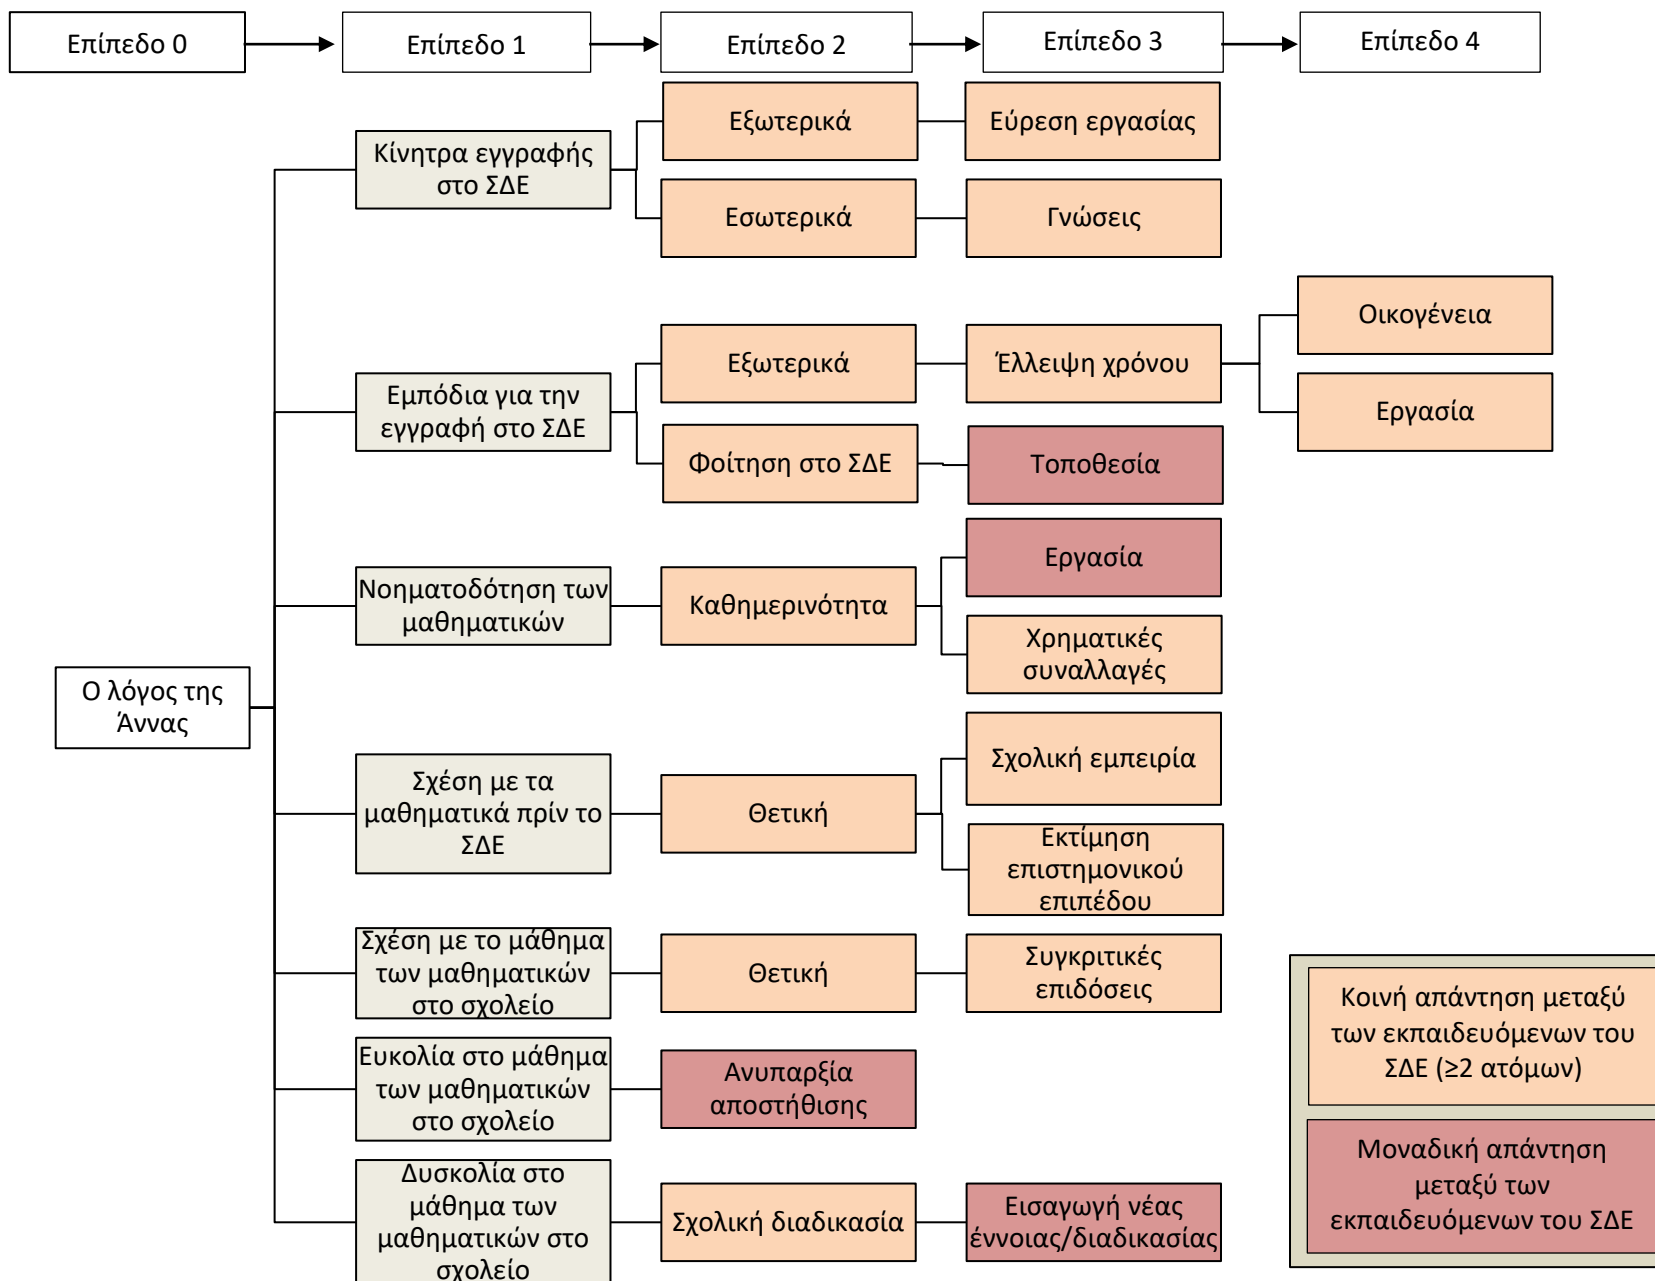 Επίπεδο 0
Επίπεδο 1
Επίπεδο 2
Επίπεδο 3
Επίπεδο 4
Ο λόγος της
Άννας
Κίνητρα εγγραφής
στο ΣΔΕ
Εξωτερικά
Εύρεση εργασίας
Εσωτερικά
Γνώσεις
Εμπόδια για την
εγγραφή στο ΣΔΕ
Εξωτερικά
Έλλειψη χρόνου
Οικογένεια
Εργασία
Φοίτηση στο ΣΔΕ
Τοποθεσία
Νοηματοδότηση των
μαθηματικών
Καθημερινότητα
Εργασία
Χρηματικές
συναλλαγές
Σχέση με τα
μαθηματικά πρίν το
ΣΔΕ
Θετική
Σχολική εμπειρία
Εκτίμηση
επιστημονικού
επιπέδου
Σχέση με το μάθημα
των μαθηματικών
στο σχολείο
Θετική
Συγκριτικές
επιδόσεις
Ευκολία στο μάθημα
των μαθηματικών
στο σχολείο
Ανυπαρξία
αποστήθισης
Δυσκολία στο
μάθημα των
μαθηματικών στο
σχολείο
Σχολική διαδικασία
Εισαγωγή νέας
έννοιας/διαδικασίας
Κοινή απάντηση μεταξύ
των εκπαιδευόμενων του
ΣΔΕ (≥2 ατόμων)
Μοναδική απάντηση
μεταξύ των
εκπαιδευόμενων του ΣΔΕ